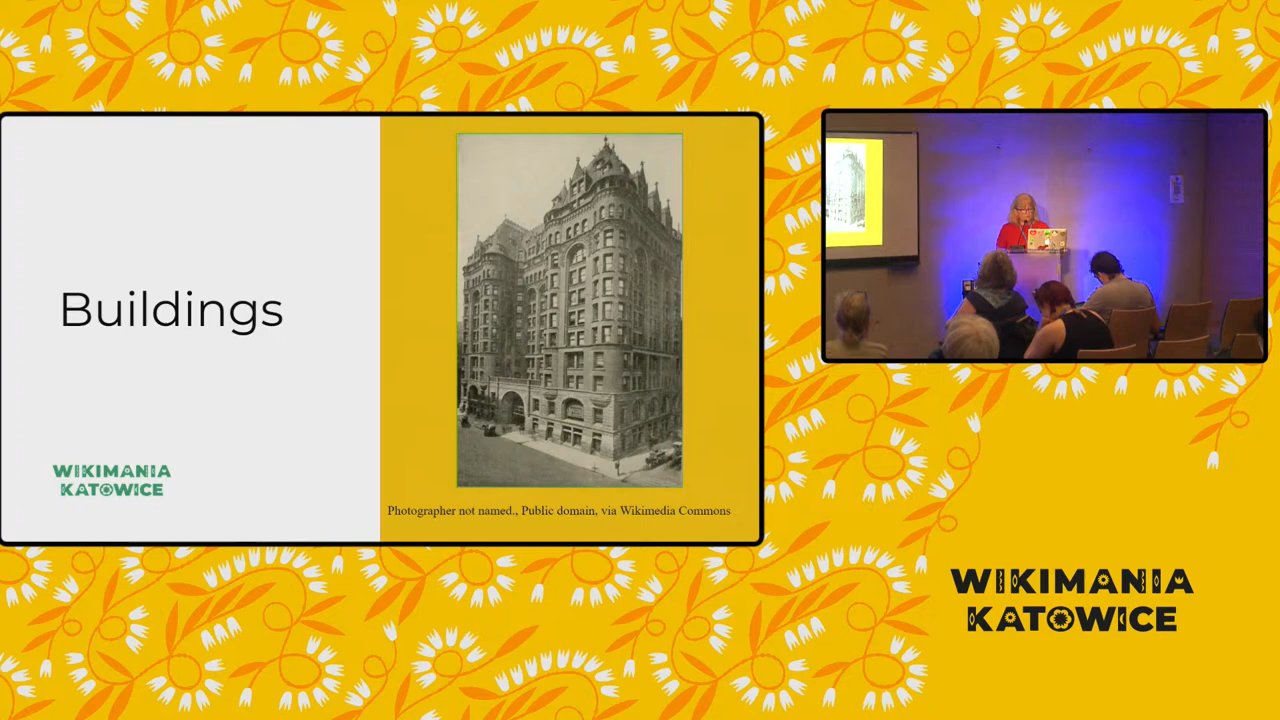 Buildings
WIKIMANIA
KATOWICE
Photographer not named., Public domain, via Wikimedia Commons
WIKIMANIA
KATOWICE